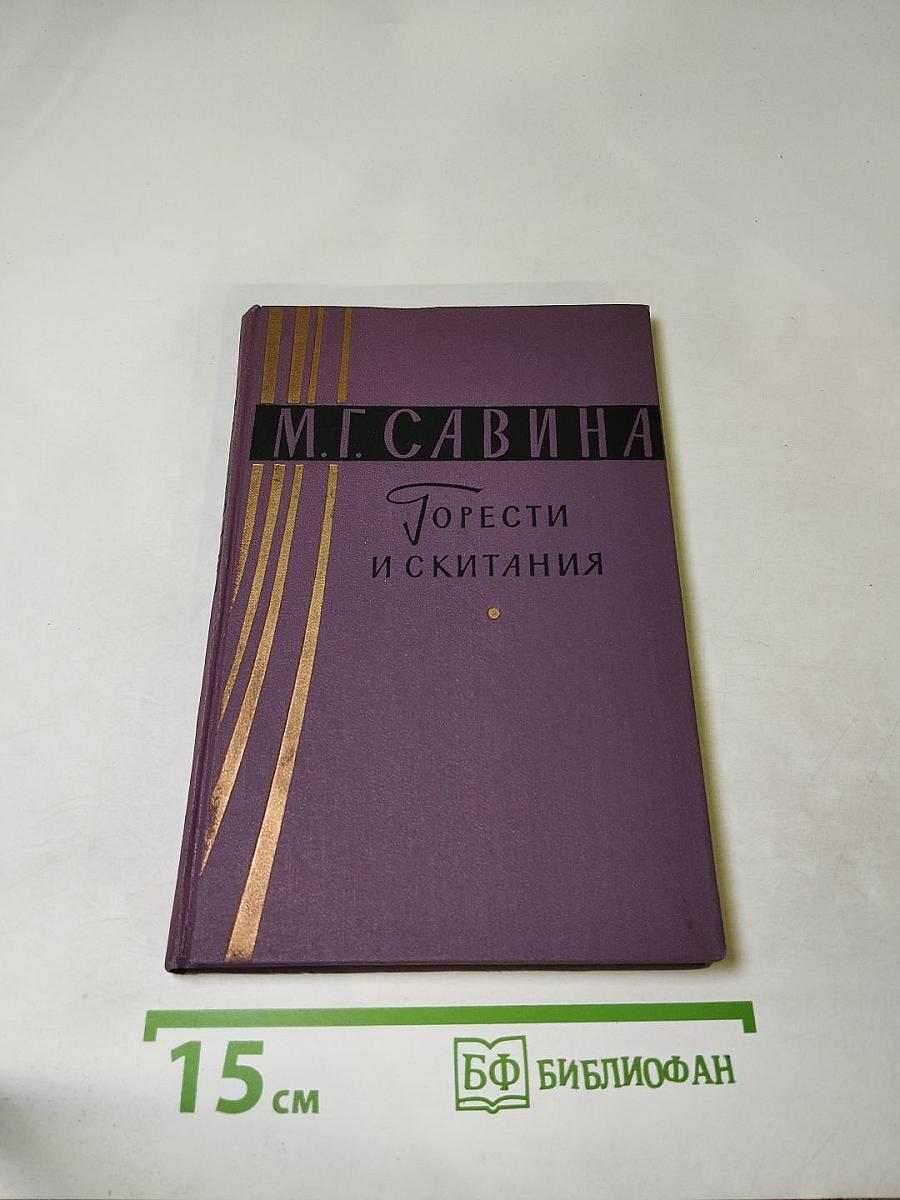 М.Г. САВИНА
Горести
и скитания
15 см
БФ БИБЛИОФАН